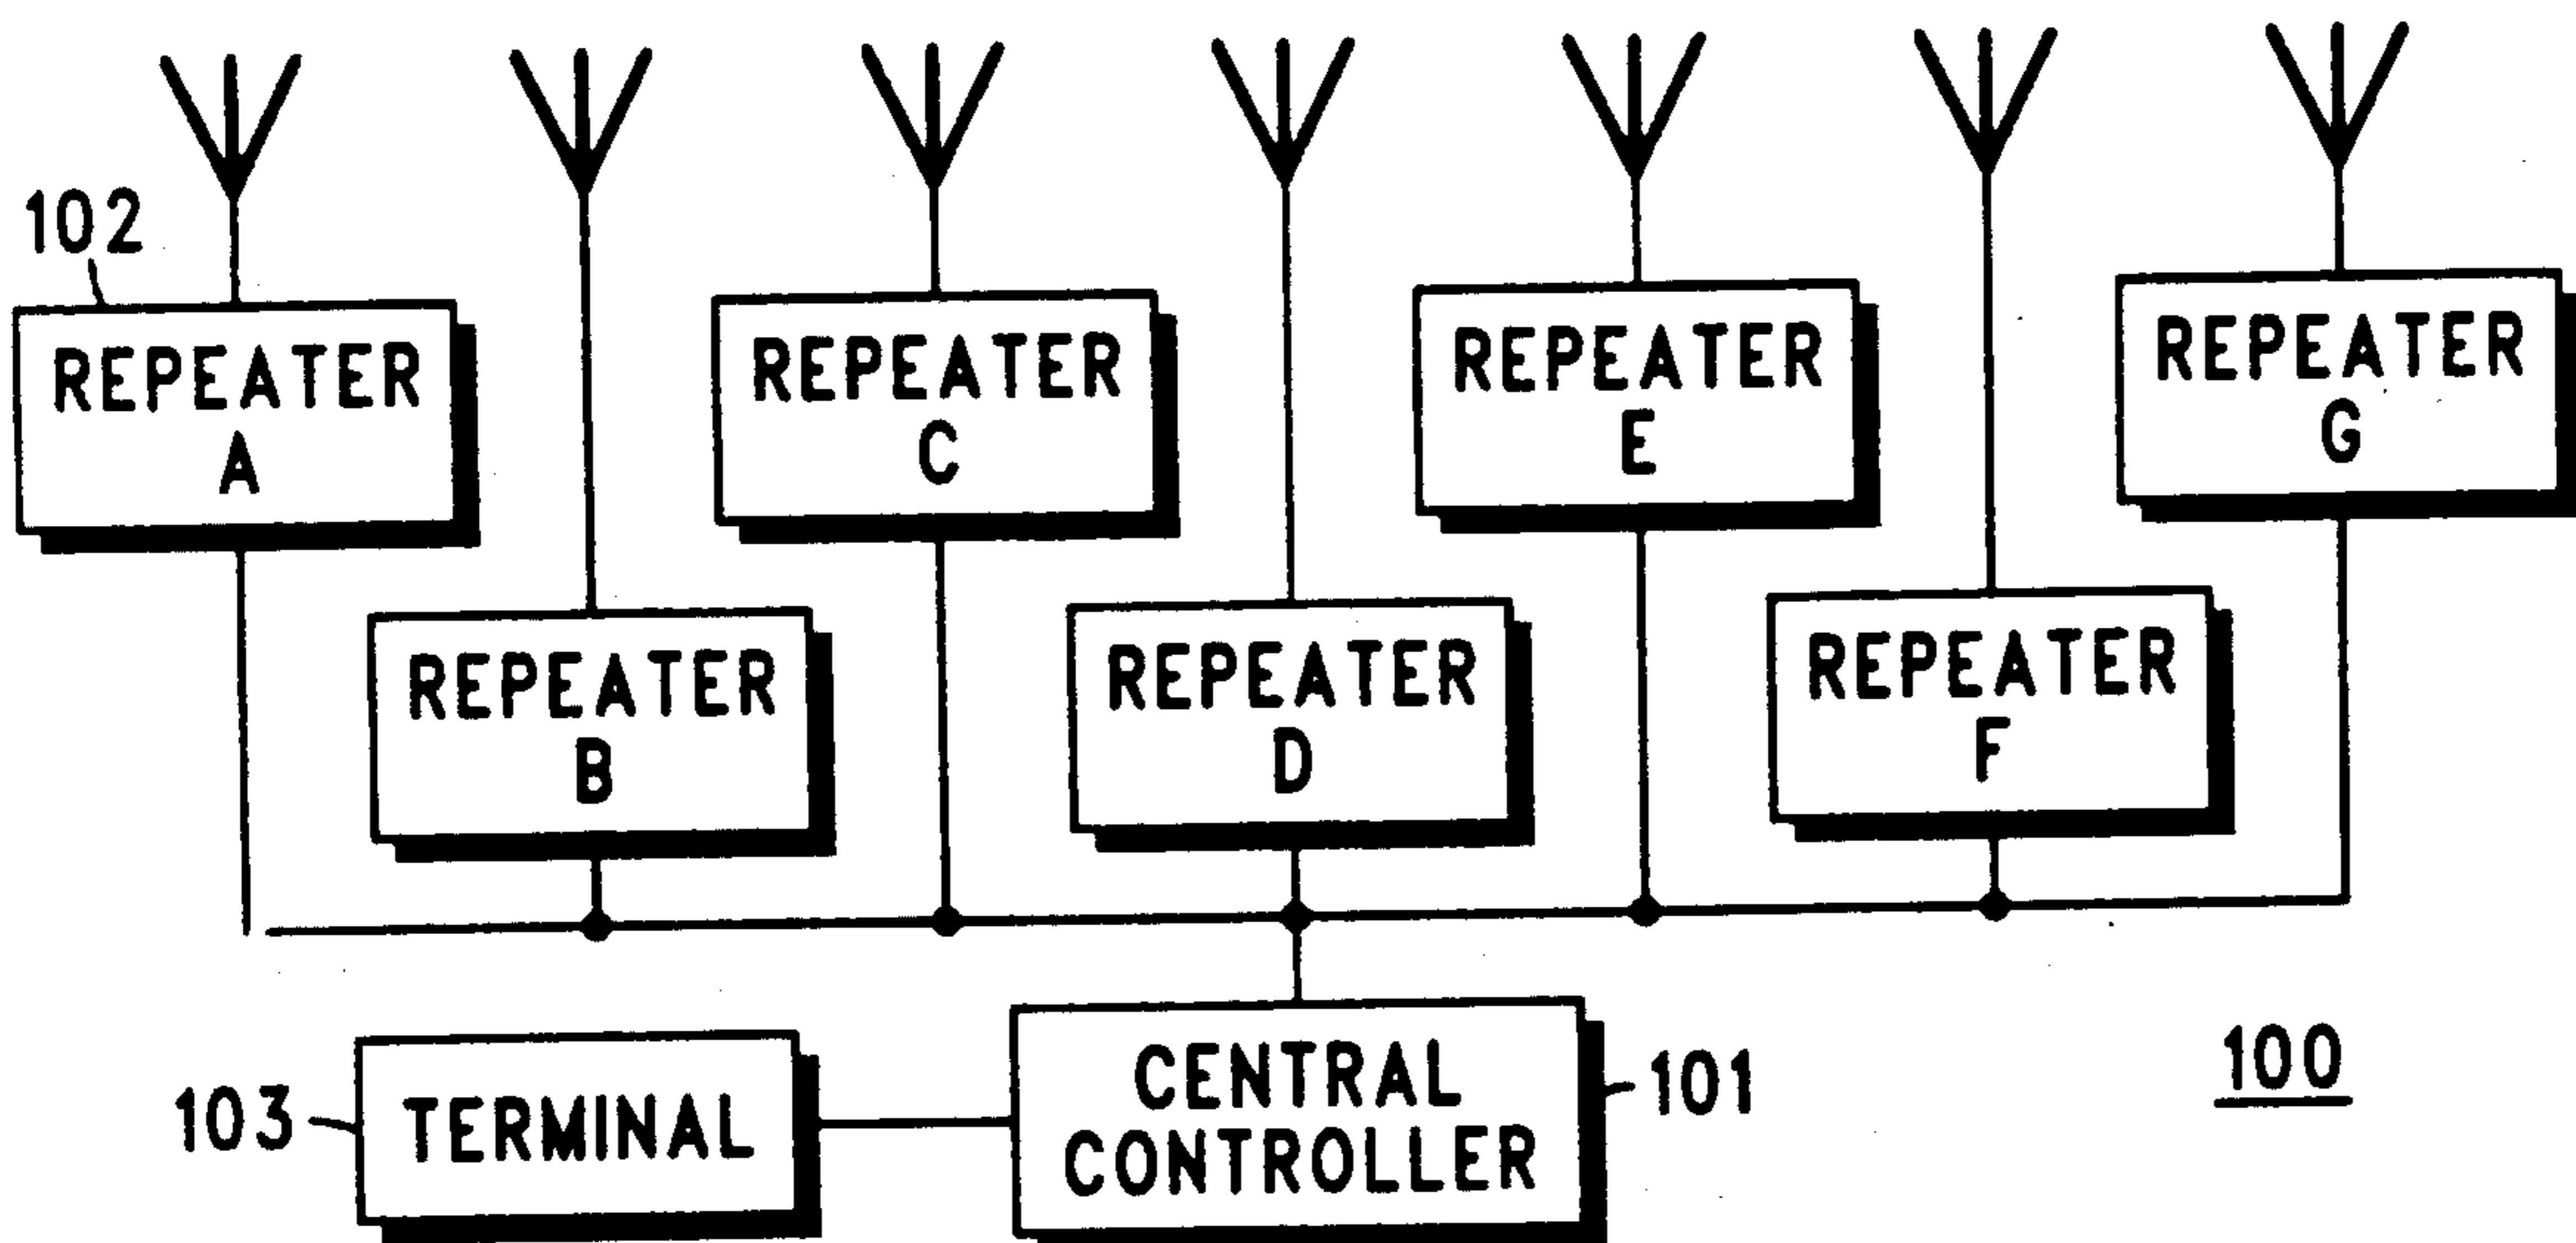 102
REPEATER
A
REPEATER
C
REPEATER
E
REPEATER
G
REPEATER
B
REPEATER
D
REPEATER
F
103
TERMINAL
CENTRAL
CONTROLLER
101
100